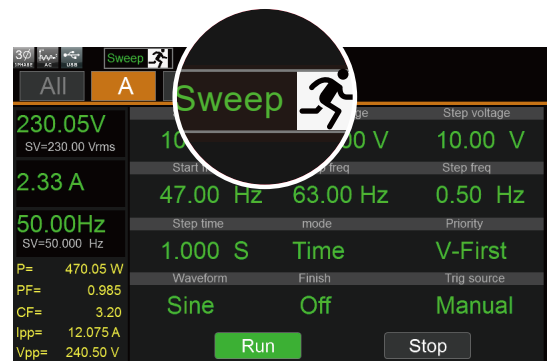 3Ø
3PHASE AC USB Sweep
Sweep
All A
230.05V
SV=230.00 Vrms
2.33 A
50.00Hz
SV=50.000 Hz
P= 470.05 W
PF= 0.985
CF= 3.20
Ipp= 12.075 A
Vpp= 240.50 V
Step voltage
10.00 V
Step freq
47.00 Hz 63.00 Hz 0.50 Hz
Step time mode Priority
1.000 S Time V-First
Waveform Finish Trig source
Sine Off Manual
Run Stop